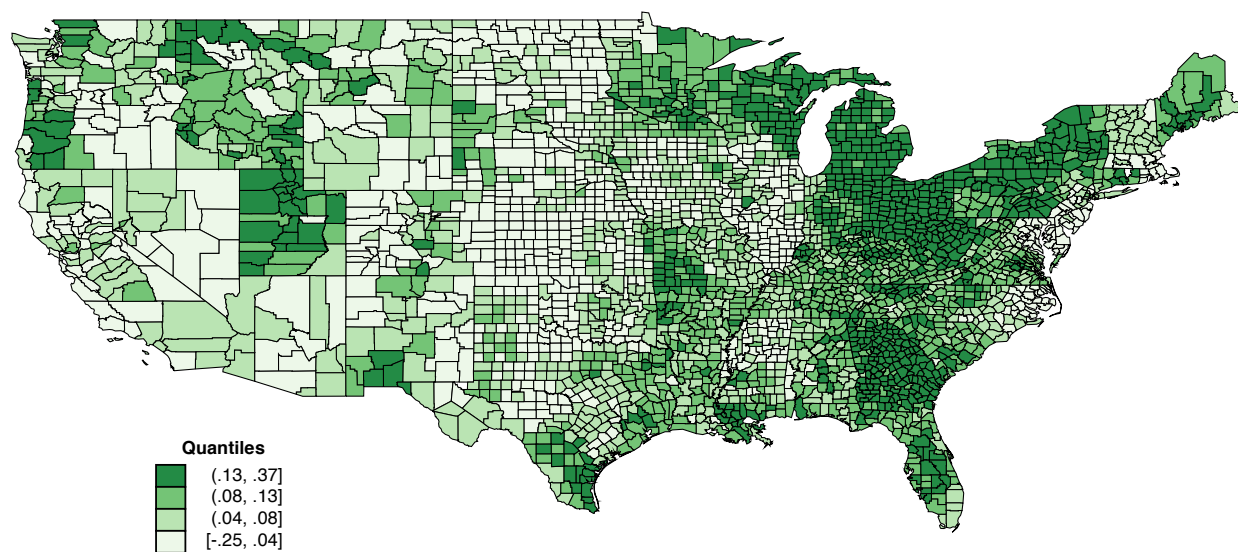 Quantiles
(.13, .37]
(.08, .13]
(.04, .08]
[-.25, .04]